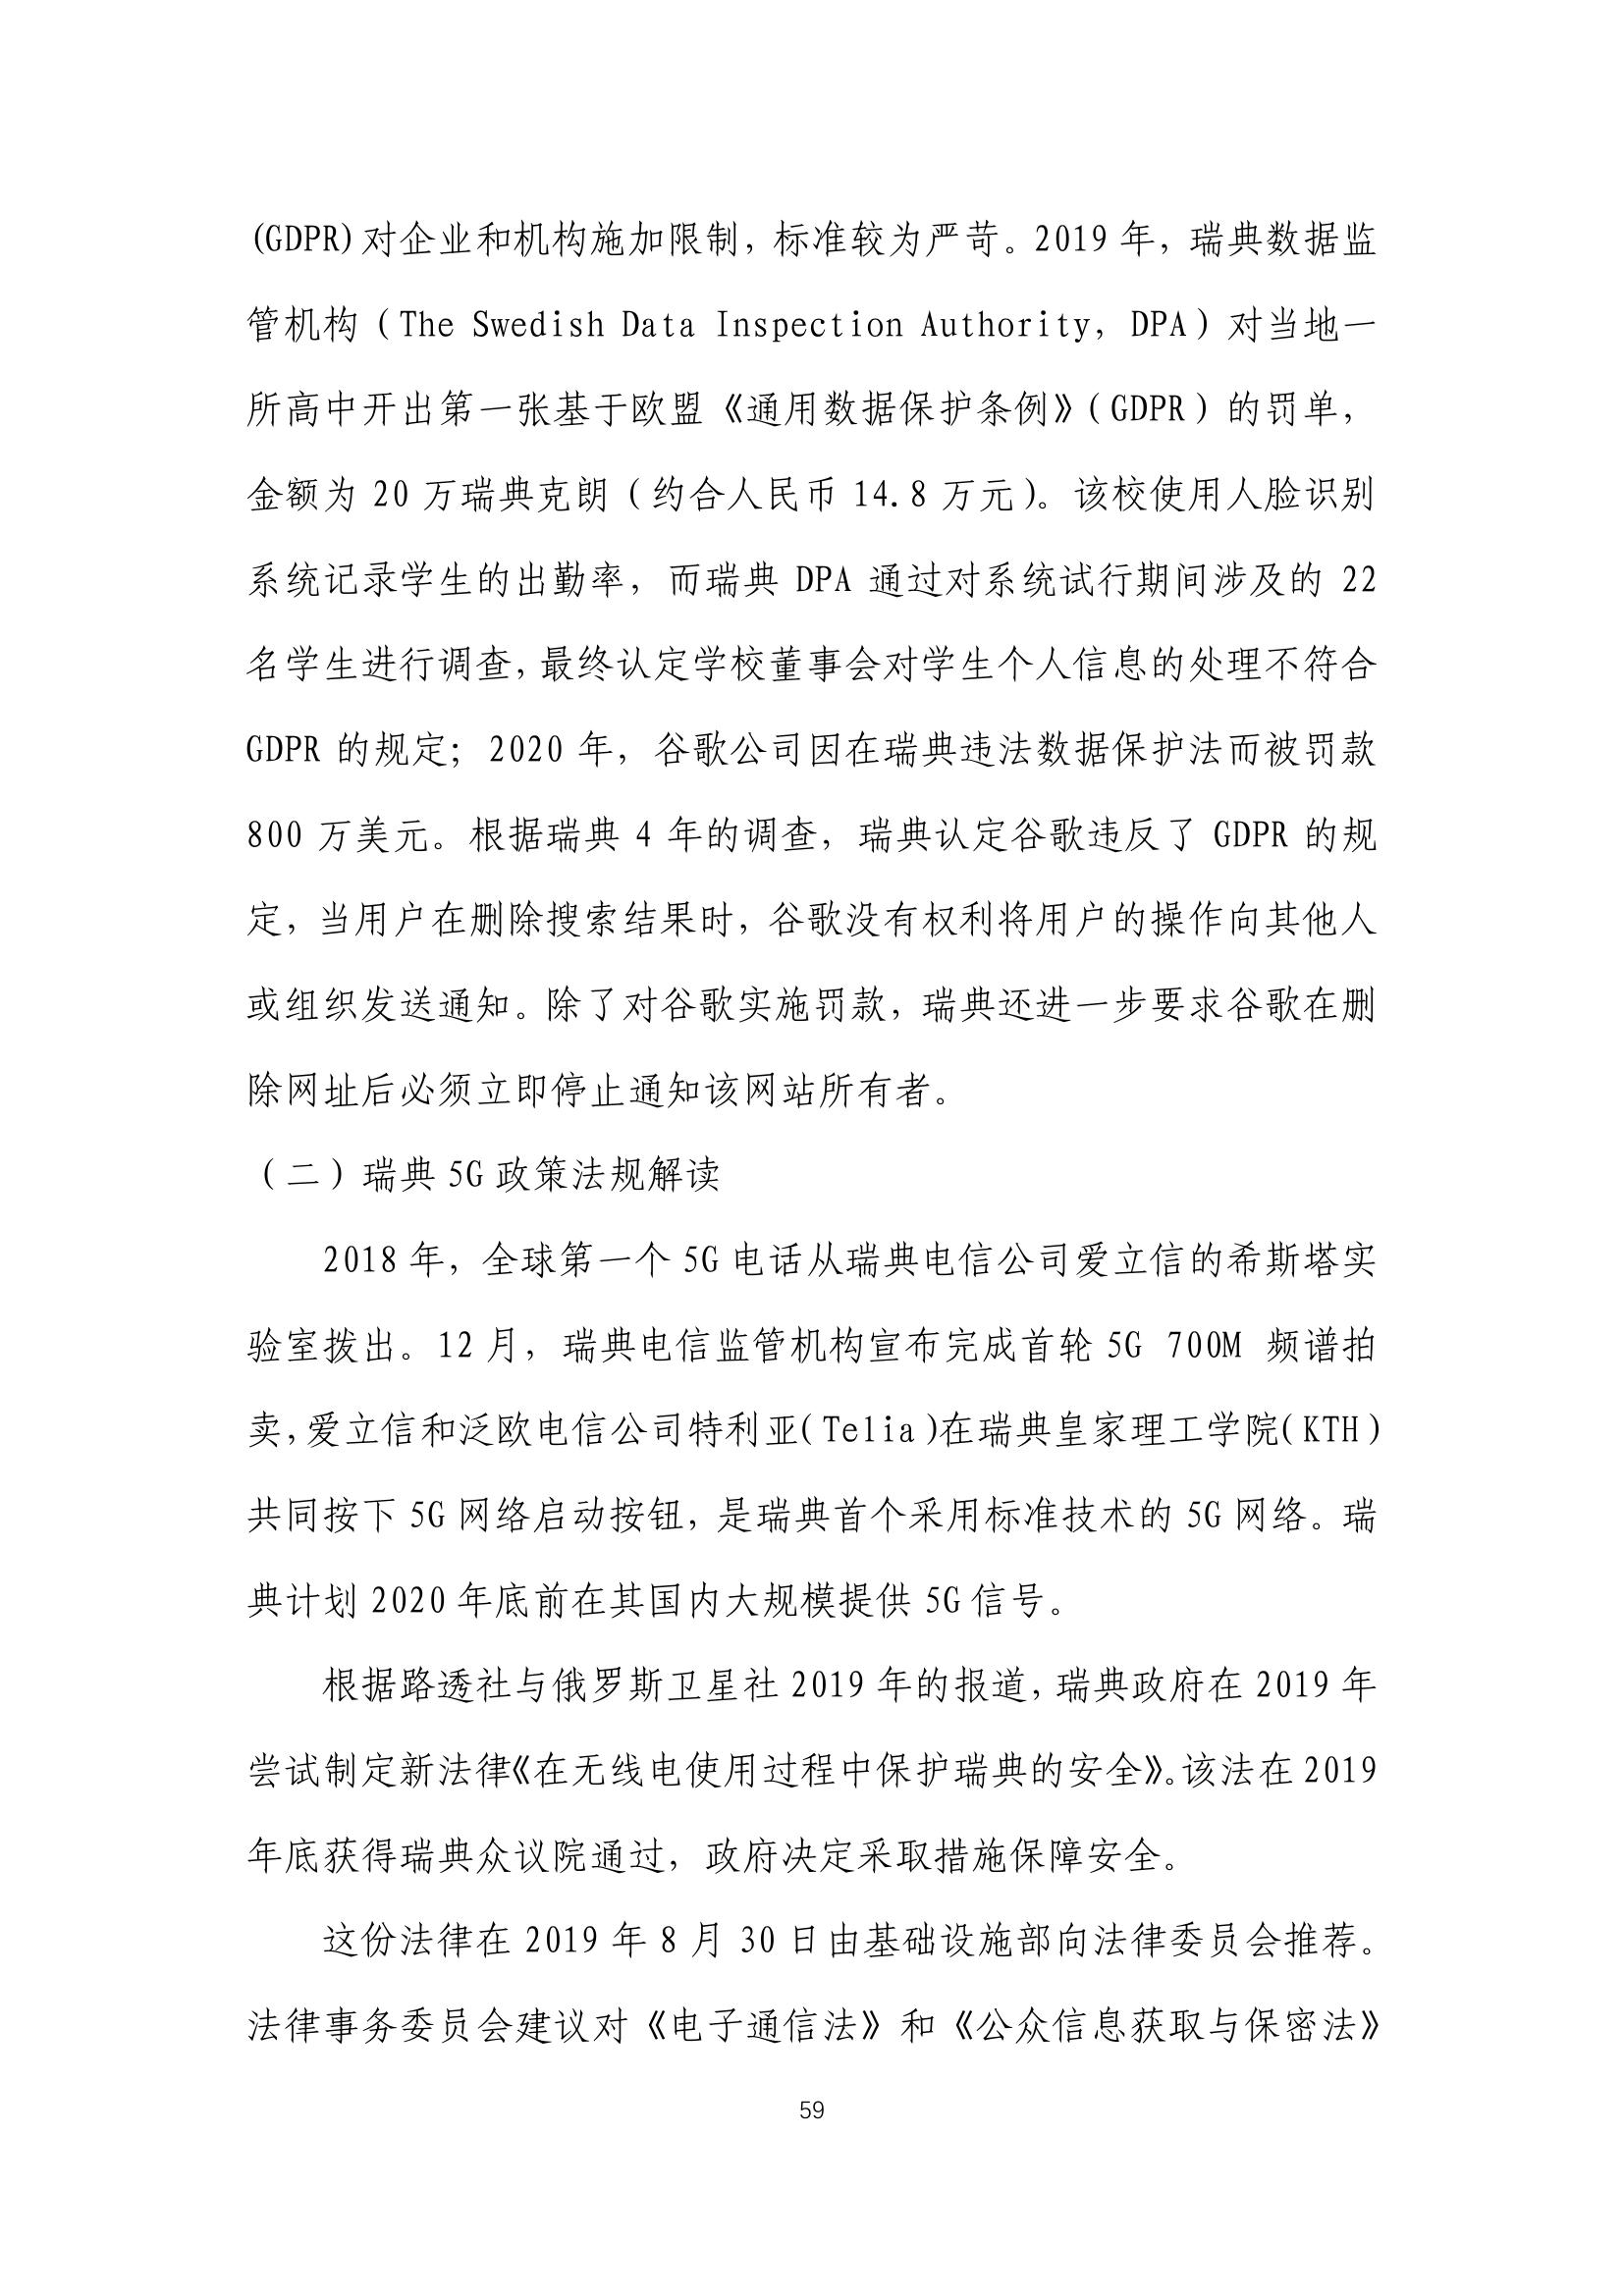 (GDPR)对企业和机构施加限制，标准较为严苛。2019 年，瑞典数据监
管机构（The Swedish Data Inspection Authority，DPA）对当地一
所高中开出第一张基于欧盟《通用数据保护条例》（GDPR）的罚单，
金额为 20 万瑞典克朗（约合人民币 14.8 万元）。该校使用人脸识别
系统记录学生的出勤率，而瑞典 DPA 通过对系统试行期间涉及的 22
名学生进行调查，最终认定学校董事会对学生个人信息的处理不符合
GDPR 的规定；2020 年，谷歌公司因在瑞典违法数据保护法而被罚款
800 万美元。根据瑞典 4 年的调查，瑞典认定谷歌违反了 GDPR 的规
定，当用户在删除搜索结果时，谷歌没有权利将用户的操作向其他人
或组织发送通知。除了对谷歌实施罚款，瑞典还进一步要求谷歌在删
除网址后必须立即停止通知该网站所有者。
（二）瑞典 5G 政策法规解读
2018 年，全球第一个 5G 电话从瑞典电信公司爱立信的希斯塔实
验室拨出。12 月，瑞典电信监管机构宣布完成首轮 5G 700M 频谱拍
卖，爱立信和泛欧电信公司特利亚（Telia）在瑞典皇家理工学院（KTH）
共同按下 5G 网络启动按钮，是瑞典首个采用标准技术的 5G 网络。瑞
典计划 2020 年底前在其国内大规模提供 5G 信号。
根据路透社与俄罗斯卫星社 2019 年的报道，瑞典政府在 2019 年
尝试制定新法律《在无线电使用过程中保护瑞典的安全》。该法在 2019
年底获得瑞典众议院通过，政府决定采取措施保障安全。
这份法律在 2019 年 8 月 30 日由基础设施部向法律委员会推荐。
法律事务委员会建议对《电子通信法》和《公众信息获取与保密法》
59